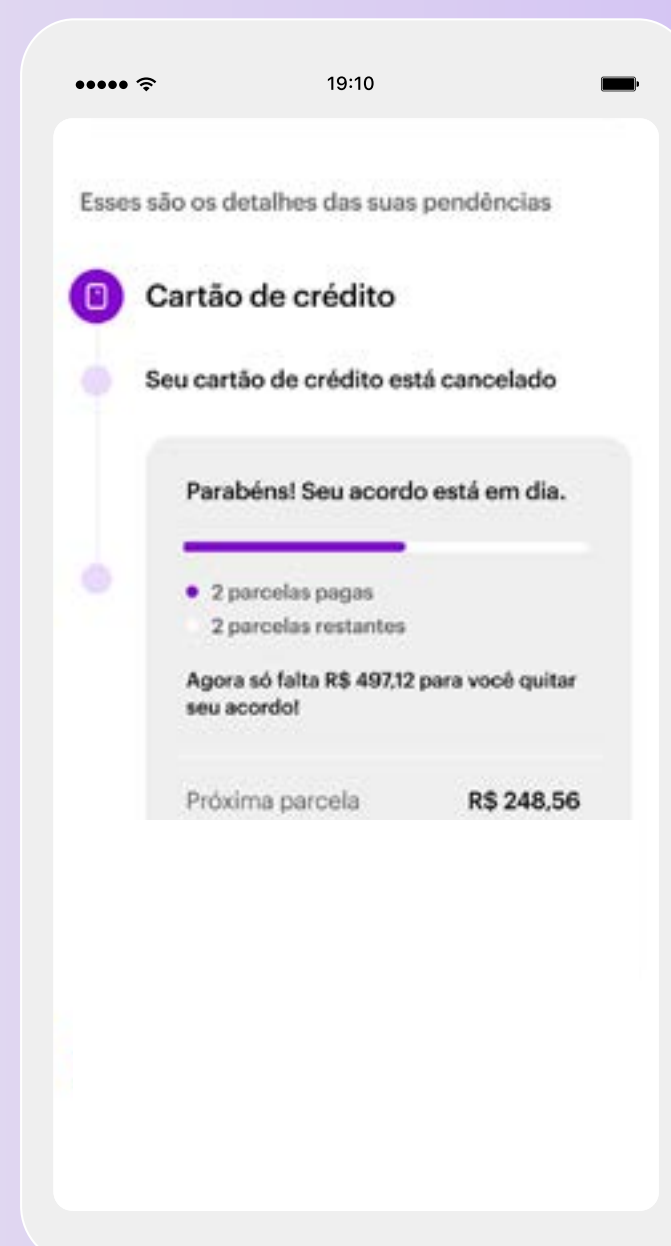 19:10
Esses são os detalhes das suas pendências
Cartão de crédito
Seu cartão de crédito está cancelado
Parabéns! Seu acordo está em dia.
2 parcelas pagas
2 parcelas restantes
Agora só falta R$ 497,12 para você quitar
seu acordo!
Próxima parcela R$ 248,56